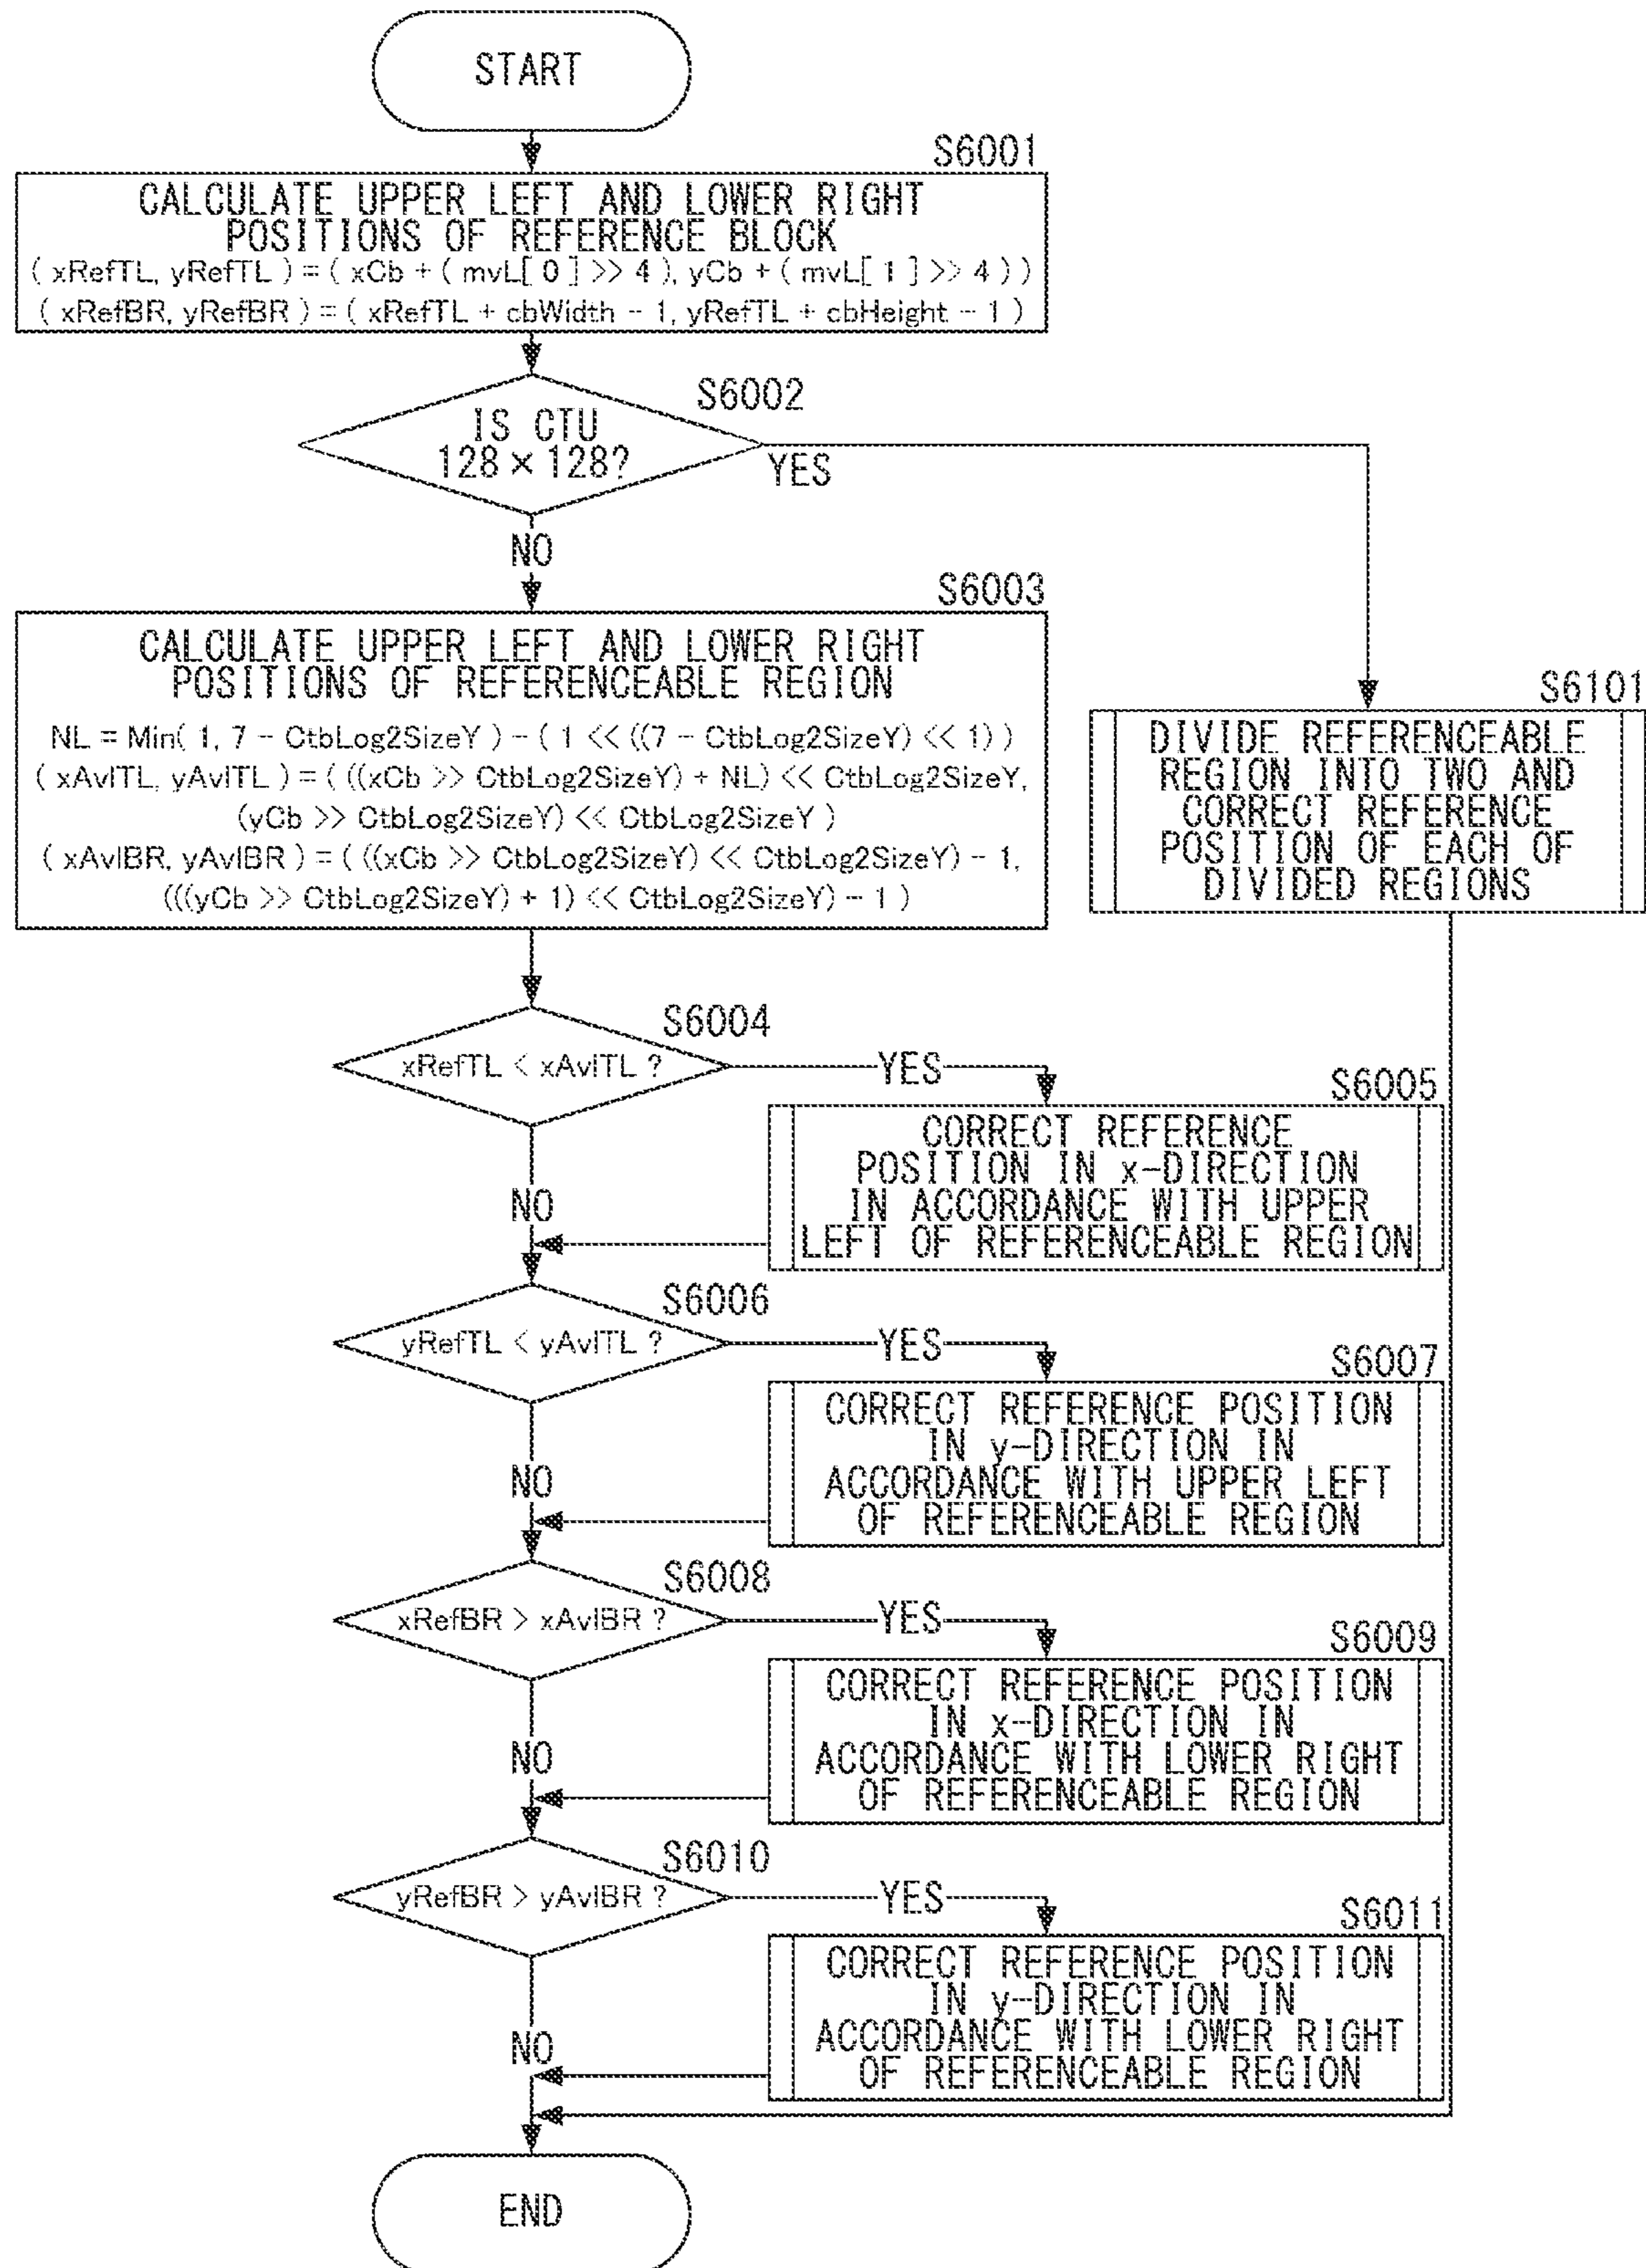 START
S6001
CALCULATE UPPER LEFT AND LOWER RIGHT
POSITIONS OF REFERENCE BLOCK
( xRefTL, yRefTL ) = ( xCb + ( mvL[ 0 ] >> 4 ), yCb + ( mvL[ 1 ] >> 4 ) )
( xRefBR, yRefBR ) = ( xRefTL + cbWidth - 1, yRefTL + cbHeight - 1 )
S6002
IS CTU
128 × 128?
YES
NO
S6003
CALCULATE UPPER LEFT AND LOWER RIGHT
POSITIONS OF REFERENCEABLE REGION
NL = Min( 1, 7 - CtbLog2SizeY ) - ( 1 << ((7 - CtbLog2SizeY) << 1) )
( xAvlTL, yAvlTL ) = ( ((xCb >> CtbLog2SizeY) + NL) << CtbLog2SizeY,
(yCb >> CtbLog2SizeY) << CtbLog2SizeY )
( xAvlBR, yAvlBR ) = ( ((xCb >> CtbLog2SizeY) << CtbLog2SizeY) - 1,
(((yCb >> CtbLog2SizeY) + 1) << CtbLog2SizeY) - 1 )
S6101
DIVIDE REFERENCEABLE
REGION INTO TWO AND
CORRECT REFERENCE
POSITION OF EACH OF
DIVIDED REGIONS
S6004
xRefTL < xAvlTL ?
YES
NO
S6005
CORRECT REFERENCE
POSITION IN x-DIRECTION
IN ACCORDANCE WITH UPPER
LEFT OF REFERENCEABLE REGION
S6006
yRefTL < yAvlTL ?
YES
NO
S6007
CORRECT REFERENCE POSITION
IN y-DIRECTION IN
ACCORDANCE WITH UPPER LEFT
OF REFERENCEABLE REGION
S6008
xRefBR > xAvlBR ?
YES
NO
S6009
CORRECT REFERENCE POSITION
IN x-DIRECTION IN
ACCORDANCE WITH LOWER RIGHT
OF REFERENCEABLE REGION
S6010
yRefBR > yAvlBR ?
YES
NO
S6011
CORRECT REFERENCE POSITION
IN y-DIRECTION IN
ACCORDANCE WITH LOWER RIGHT
OF REFERENCEABLE REGION
END